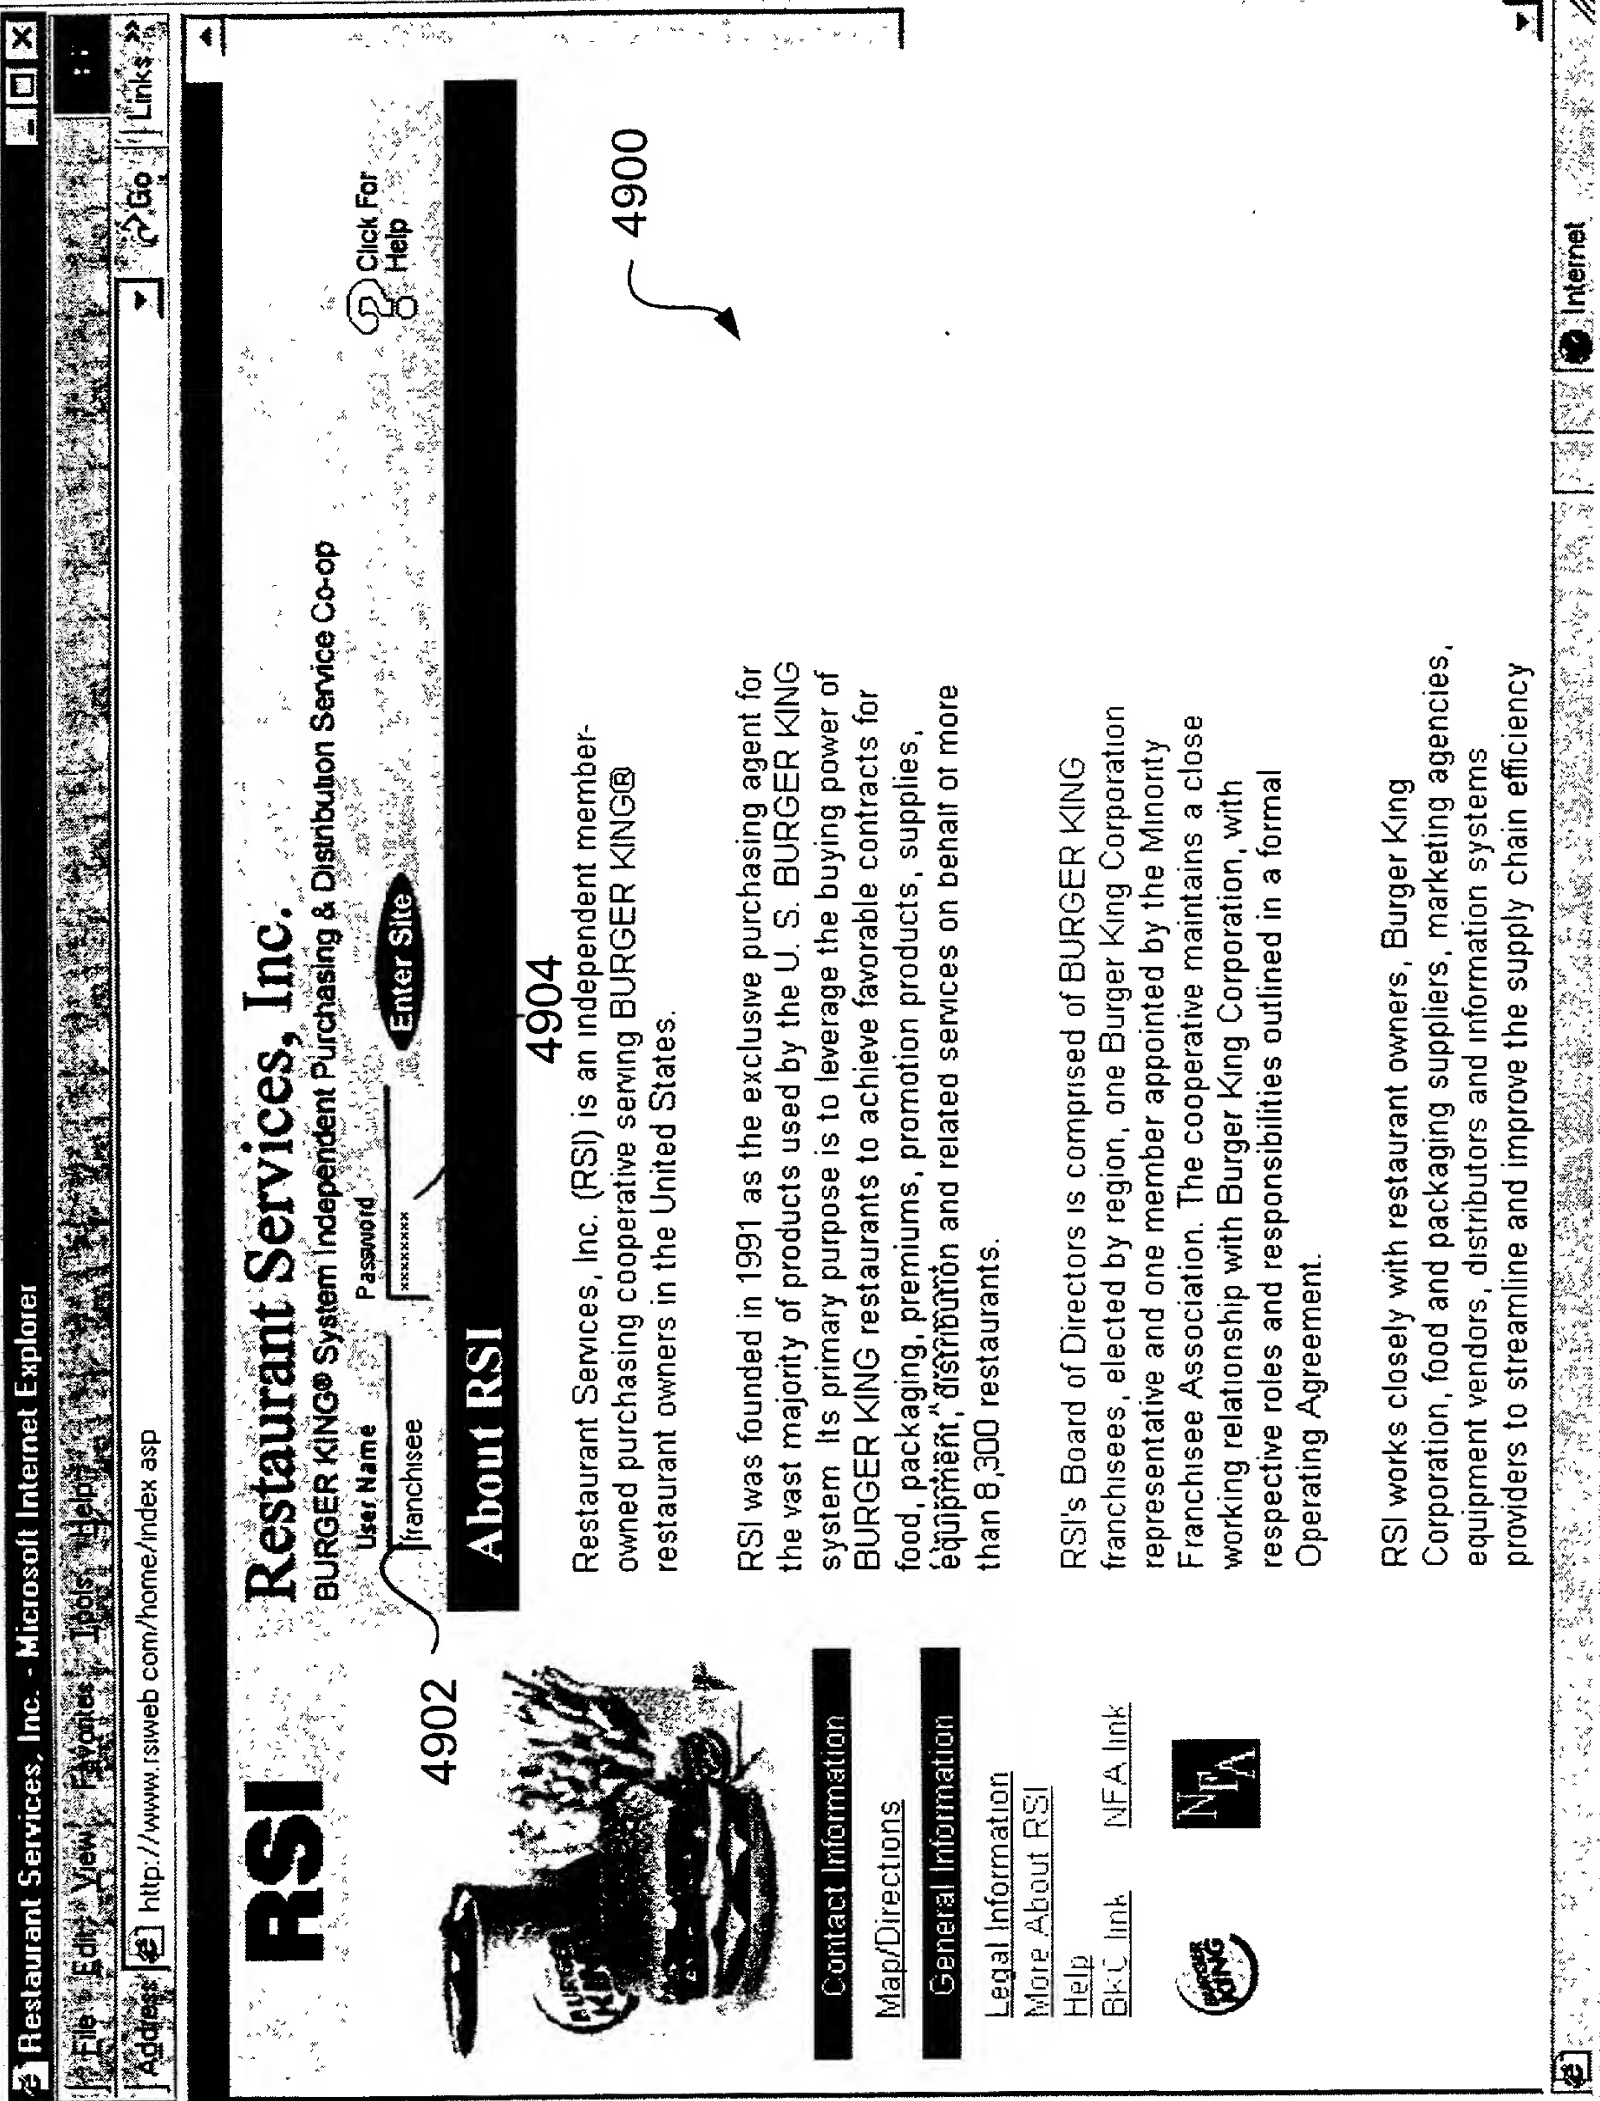 Restaurant Services, Inc. - Microsoft Internet Explorer
File Edit View Favorites Tools Help
Address http://www.rsiweb com/home/index asp Go Links »
RSI
Restaurant Services, Inc.
BURGER KING® System Independent Purchasing & Distribution Service Co-op
User Name Password
franchisee xxxxxxxx Enter Site
Click For
Help
4902
4904
4900
About RSI
Restaurant Services, Inc. (RSI) is an independent member-
owned purchasing cooperative serving BURGER KING®
restaurant owners in the United States.
RSI was founded in 1991 as the exclusive purchasing agent for
the vast majority of products used by the U. S. BURGER KING
system Its primary purpose is to leverage the buying power of
BURGER KING restaurants to achieve favorable contracts for
food, packaging, premiums, promotion products, supplies,
equipment, distribution and related services on behalf of more
than 8,300 restaurants.
RSI's Board of Directors is comprised of BURGER KING
franchisees, elected by region, one Burger King Corporation
representative and one member appointed by the Minority
Franchisee Association. The cooperative maintains a close
working relationship with Burger King Corporation, with
respective roles and responsibilities outlined in a formal
Operating Agreement.
RSI works closely with restaurant owners, Burger King
Corporation, food and packaging suppliers, marketing agencies,
equipment vendors, distributors and information systems
providers to streamline and improve the supply chain efficiency
BURGER
KING
Contact Information
Map/Directions
General Information
Legal Information
More About RSI
Help
BKC link NFA link
BURGER
KING
NFA
Internet